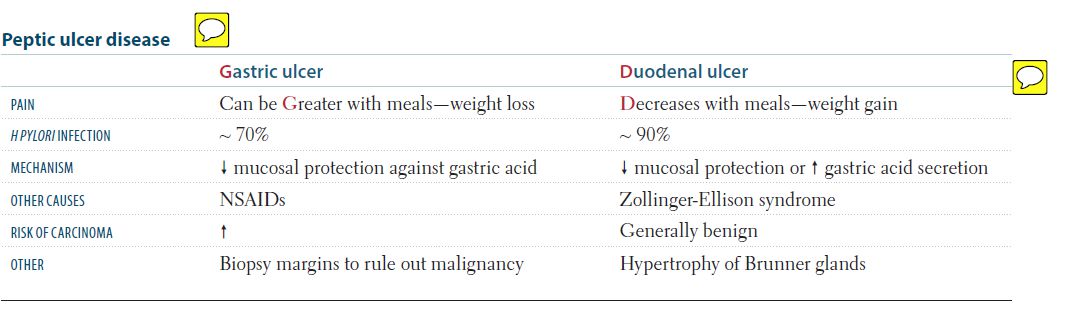 Peptic ulcer disease
Gastric ulcer Duodenal ulcer
PAIN Can be Greater with meals—weight loss Decreases with meals—weight gain
H PYLORI INFECTION ~ 70% ~ 90%
MECHANISM ↓ mucosal protection against gastric acid ↓ mucosal protection or ↑ gastric acid secretion
OTHER CAUSES NSAIDs Zollinger-Ellison syndrome
RISK OF CARCINOMA ↑ Generally benign
OTHER Biopsy margins to rule out malignancy Hypertrophy of Brunner glands